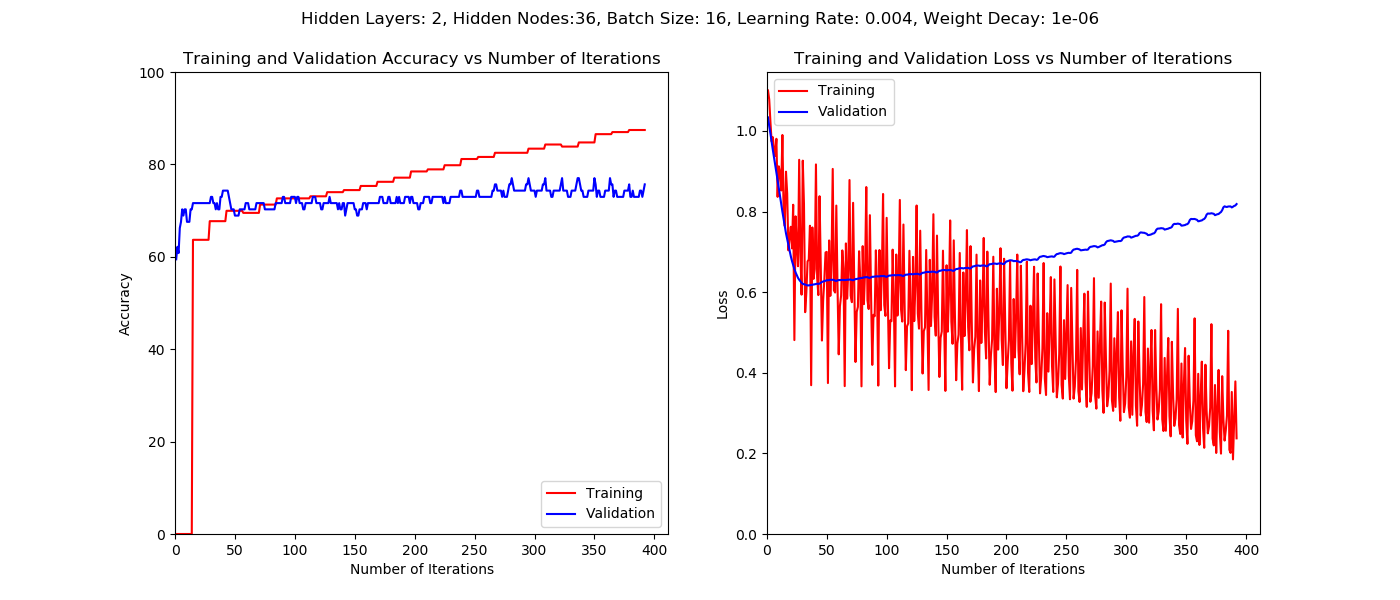 Hidden Layers: 2, Hidden Nodes:36, Batch Size: 16, Learning Rate: 0.004, Weight Decay: 1e-06
Training and Validation Accuracy vs Number of Iterations
100
80
60
40
20
0
Accuracy
0 50 100 150 200 250 300 350 400
Number of Iterations
Training
Validation
Training and Validation Loss vs Number of Iterations
Training
Validation
1.0
0.8
0.6
0.4
0.2
0.0
Loss
0 50 100 150 200 250 300 350 400
Number of Iterations